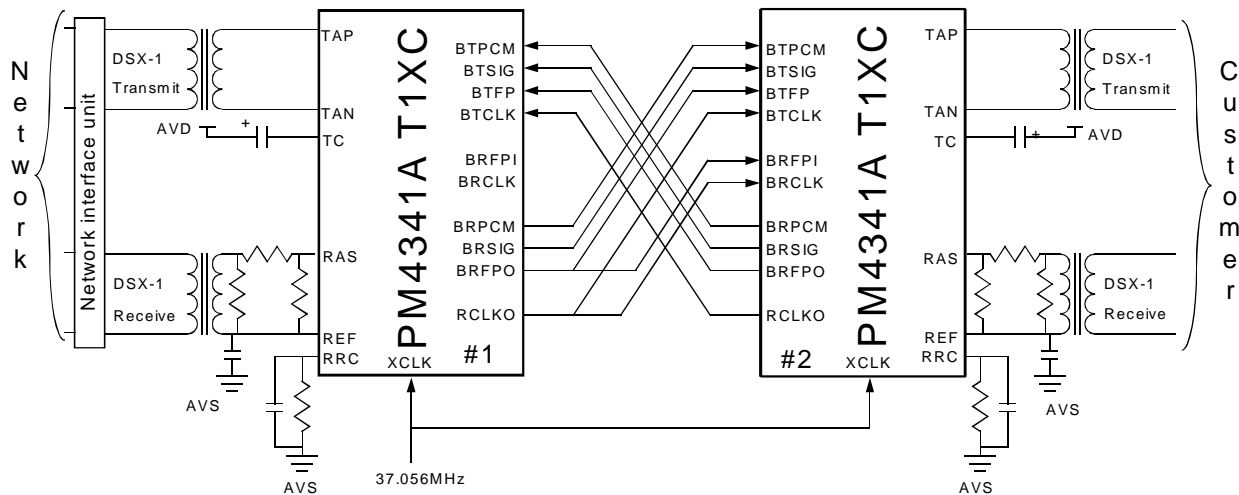 Network
Network interface unit
DSX-1
Transmit
AVD
+
DSX-1
Receive
AVS
AVS
TAP
TAN
TC
RAS
REF
RRC
XCLK
PM4341A T1XC
#1
BTPCM
BTSIG
BTFP
BTCLK
BRFPI
BRCLK
BRPCM
BRSIG
BRFPO
RCLKO
37.056MHz
BTPCM
BTSIG
BTFP
BTCLK
BRFPI
BRCLK
BRPCM
BRSIG
BRFPO
RCLKO
#2
PM4341A T1XC
XCLK
TAP
TAN
TC
RAS
REF
RRC
DSX-1
Transmit
+
AVD
DSX-1
Receive
AVS
AVS
Customer